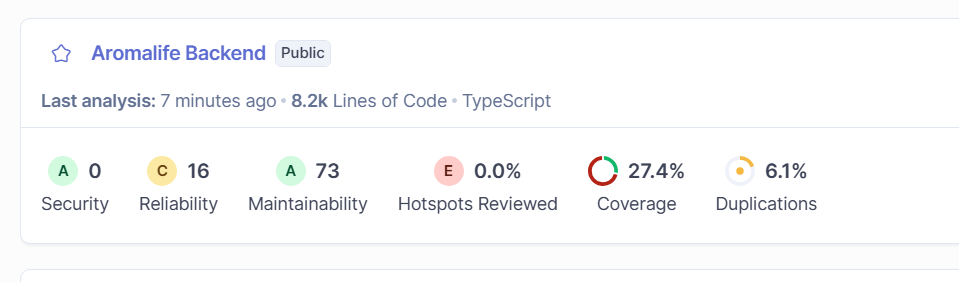 Aromalife Backend Public
Last analysis: 7 minutes ago • 8.2k Lines of Code • TypeScript
A 0 C 16 A 73 E 0.0% 27.4% 6.1%
Security Reliability Maintainability Hotspots Reviewed Coverage Duplications